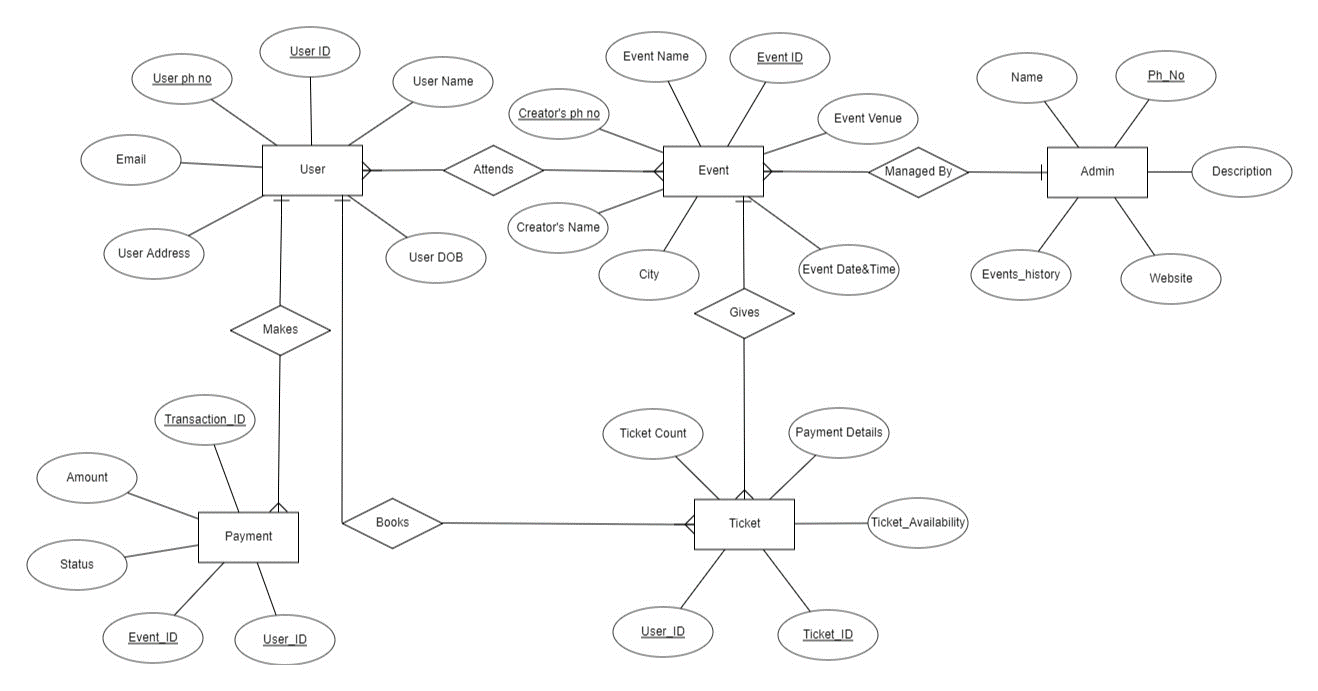 User ID
User ph no
User Name
Email
User
User Address
User DOB
Attends
Event Name
Event ID
Creator's ph no
Event Venue
Event
Creator's Name
City
Event Date&Time
Managed By
Name
Ph_No
Admin
Description
Events_history
Website
Makes
Gives
Transaction_ID
Amount
Payment
Status
Event_ID
User_ID
Books
Ticket Count
Payment Details
Ticket
Ticket_Availability
User_ID
Ticket_ID